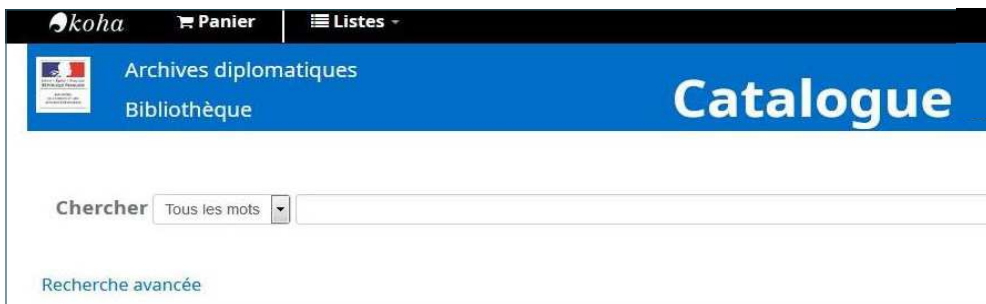 koha Panier Listes
Archives diplomatiques
Bibliothèque
Catalogue
Chercher Tous les mots
Recherche avancée